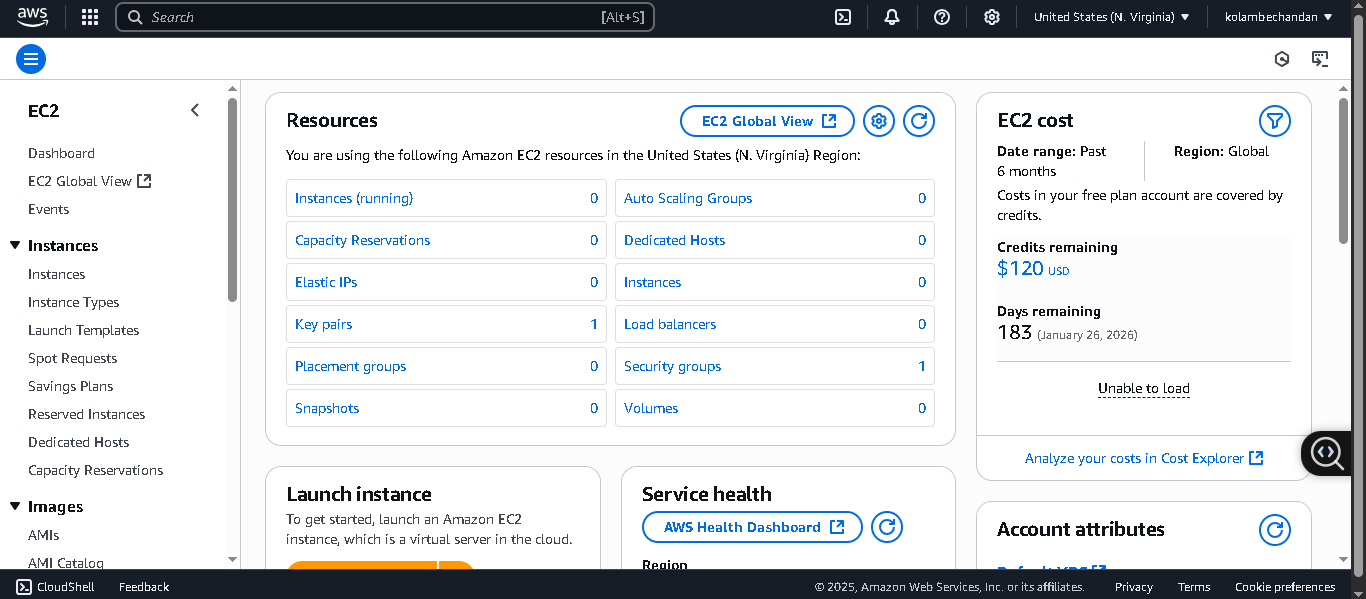 aws
Search [Alt+S]
United States (N. Virginia) kolambechandan
EC2
Dashboard
EC2 Global View
Events
Instances
Instances
Instance Types
Launch Templates
Spot Requests
Savings Plans
Reserved Instances
Dedicated Hosts
Capacity Reservations
Images
AMIs
AMI Catalog
Resources
EC2 Global View
You are using the following Amazon EC2 resources in the United States (N. Virginia) Region:
Instances (running) 0 Auto Scaling Groups 0
Capacity Reservations 0 Dedicated Hosts 0
Elastic IPs 0 Instances 0
Key pairs 1 Load balancers 0
Placement groups 0 Security groups 1
Snapshots 0 Volumes 0
Launch instance
To get started, launch an Amazon EC2
instance, which is a virtual server in the cloud.
Service health
AWS Health Dashboard
Region
EC2 cost
Date range: Past
6 months
Region: Global
Costs in your free plan account are covered by
credits.
Credits remaining
$120 USD
Days remaining
183 (January 26, 2026)
Unable to load
Analyze your costs in Cost Explorer
Account attributes
CloudShell Feedback © 2025, Amazon Web Services, Inc. or its affiliates. Privacy Terms Cookie preferences